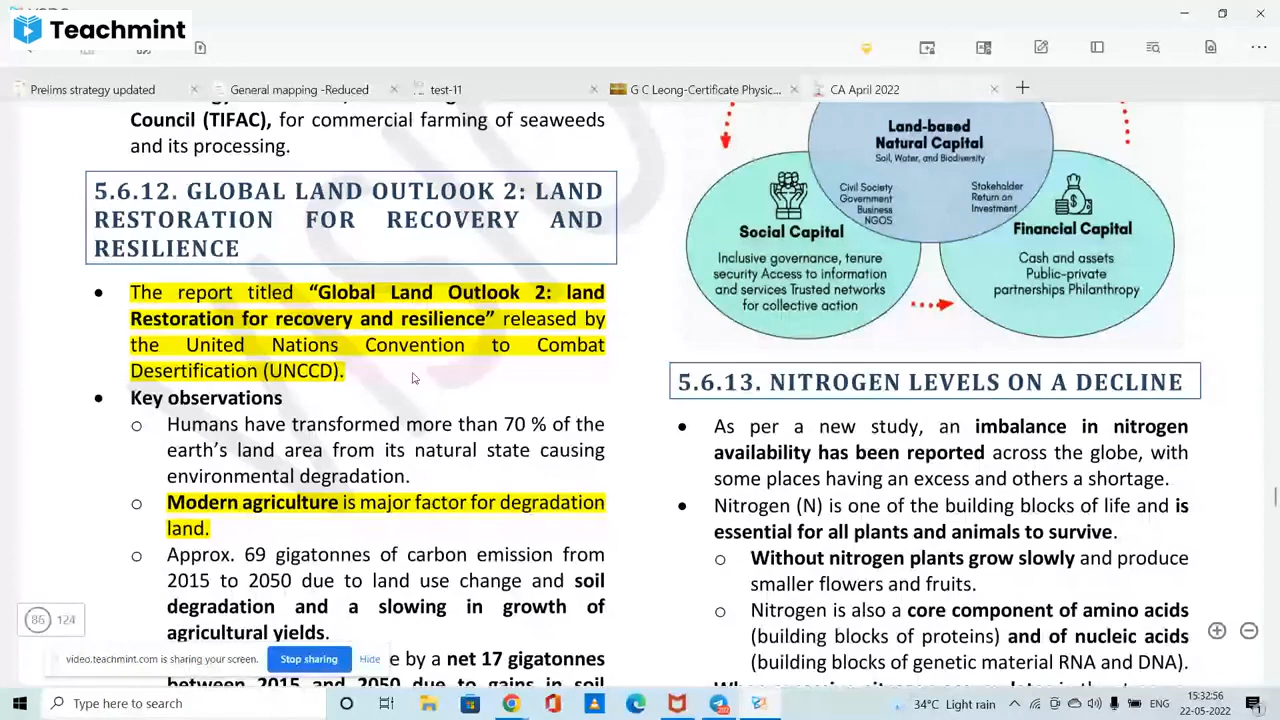 Teachmint
Prelims strategy updated
General mapping -Reduced
test-11
G C Leong-Certificate Physic...
CA April 2022
Council (TIFAC), for commercial farming of seaweeds
and its processing.
5.6.12. GLOBAL LAND OUTLOOK 2: LAND
RESTORATION FOR RECOVERY AND
RESILIENCE
• The report titled “Global Land Outlook 2: land
Restoration for recovery and resilience” released by
the United Nations Convention to Combat
Desertification (UNCCD).
• Key observations
o Humans have transformed more than 70 % of the
earth’s land area from its natural state causing
environmental degradation.
o Modern agriculture is major factor for degradation
land.
o Approx. 69 gigatonnes of carbon emission from
2015 to 2050 due to land use change and soil
degradation and a slowing in growth of
agricultural yields.
e by a net 17 gigatonnes
between 2015 and 2050 due to gains in soil
Land-based
Natural Capital
Soil, Water, and Biodiversity
Civil Society
Government
Business
NGOS
Stakeholder
Return on
Investment
Social Capital
Inclusive governance, tenure
security Access to information
and services Trusted networks
for collective action
Financial Capital
Cash and assets
Public-private
partnerships Philanthropy
5.6.13. NITROGEN LEVELS ON A DECLINE
• As per a new study, an imbalance in nitrogen
availability has been reported across the globe, with
some places having an excess and others a shortage.
• Nitrogen (N) is one of the building blocks of life and is
essential for all plants and animals to survive.
o Without nitrogen plants grow slowly and produce
smaller flowers and fruits.
o Nitrogen is also a core component of amino acids
(building blocks of proteins) and of nucleic acids
(building blocks of genetic material RNA and DNA).
86 124
video.teachmint.com is sharing your screen.
Stop sharing
Hide
Type here to search
34°C Light rain
ENG
15:32:56
22-05-2022